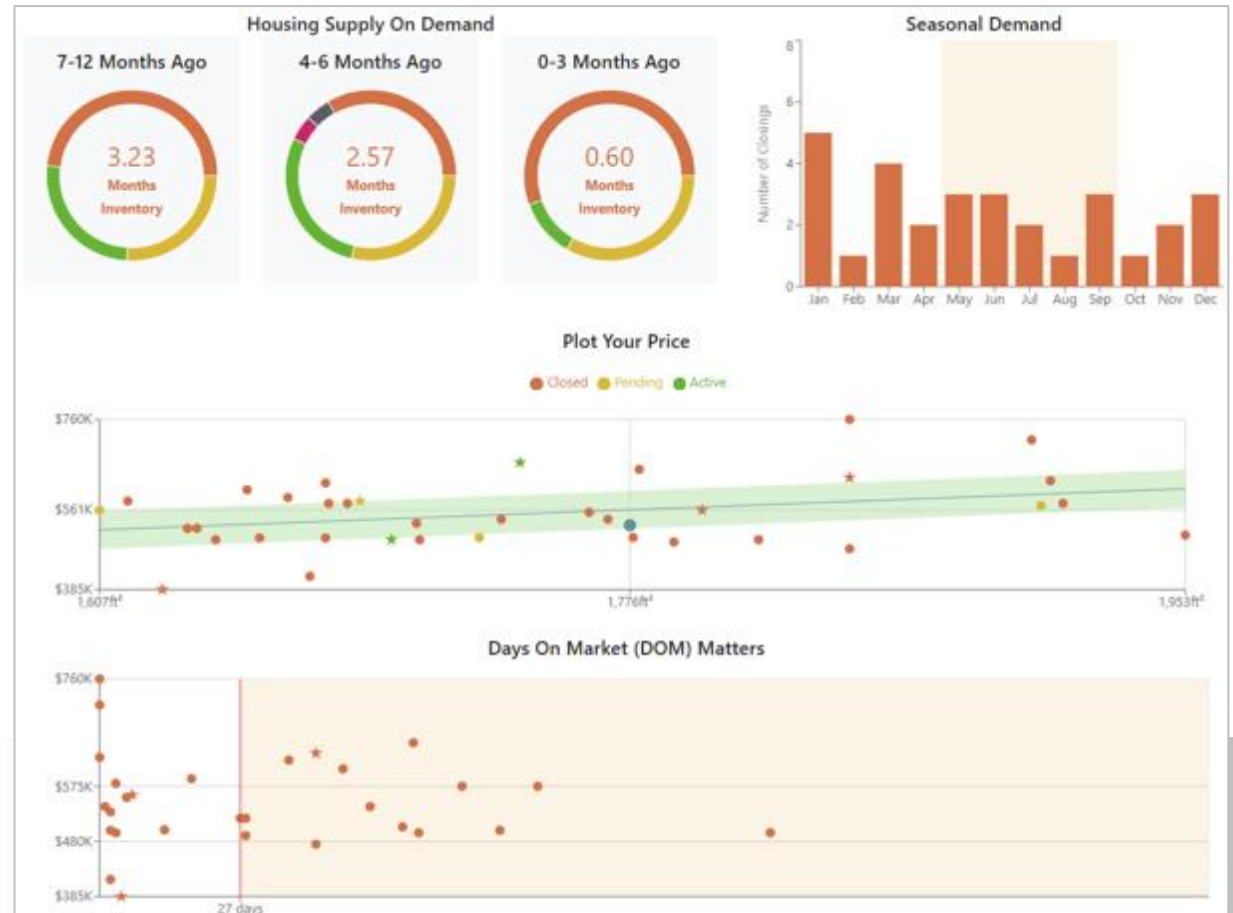 Housing Supply On Demand
Seasonal Demand
7-12 Months Ago
4-6 Months Ago
0-3 Months Ago
3.23
Months
Inventory
2.57
Months
Inventory
0.60
Months
Inventory
Number of Closings
8
6
4
2
0
Jan Feb Mar Apr May Jun Jul Aug Sep Oct Nov Dec
Plot Your Price
Closed Pending Active
$760K
$561K
$385K
1,607ft² 1,776ft² 1,953ft²
Days On Market (DOM) Matters
$760K
$575K
$480K
$385K
27 days